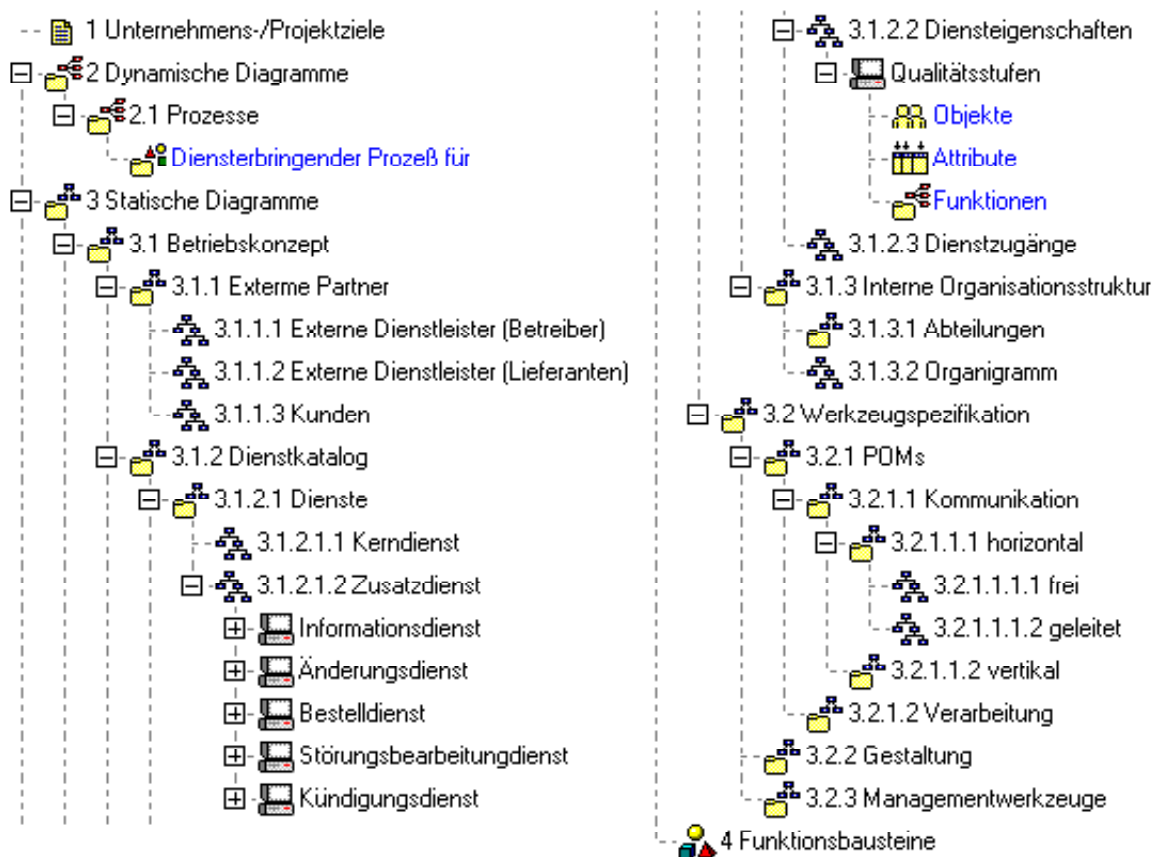 1 Unternehmens-/Projektziele
2 Dynamische Diagramme
2.1 Prozesse
Diensterbringender Prozeß für
3 Statische Diagramme
3.1 Betriebskonzept
3.1.1 Externe Partner
3.1.1.1 Externe Dienstleister (Betreiber)
3.1.1.2 Externe Dienstleister (Lieferanten)
3.1.1.3 Kunden
3.1.2 Dienstkatalog
3.1.2.1 Dienste
3.1.2.1.1 Kerndienst
3.1.2.1.2 Zusatzdienst
Informationsdienst
Änderungsdienst
Bestelldienst
Störungsbearbeitungdienst
Kündigungsdienst
3.1.2.2 Diensteigenschaften
Qualitätsstufen
Objekte
Attribute
Funktionen
3.1.2.3 Dienstzugänge
3.1.3 Interne Organisationsstruktur
3.1.3.1 Abteilungen
3.1.3.2 Organigramm
3.2 Werkzeugspezifikation
3.2.1 POMs
3.2.1.1 Kommunikation
3.2.1.1.1 horizontal
3.2.1.1.1.1 frei
3.2.1.1.1.2 geleitet
3.2.1.1.2 vertikal
3.2.1.2 Verarbeitung
3.2.2 Gestaltung
3.2.3 Managementwerkzeuge
4 Funktionsbausteine